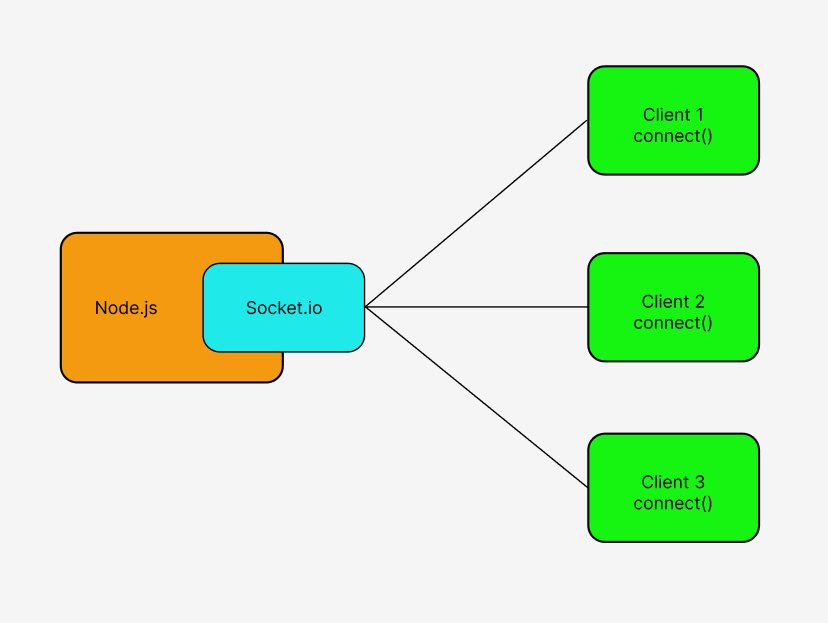 Client 1
connect()
Node.js
Socket.io
Client 2
connect()
Client 3
connect()